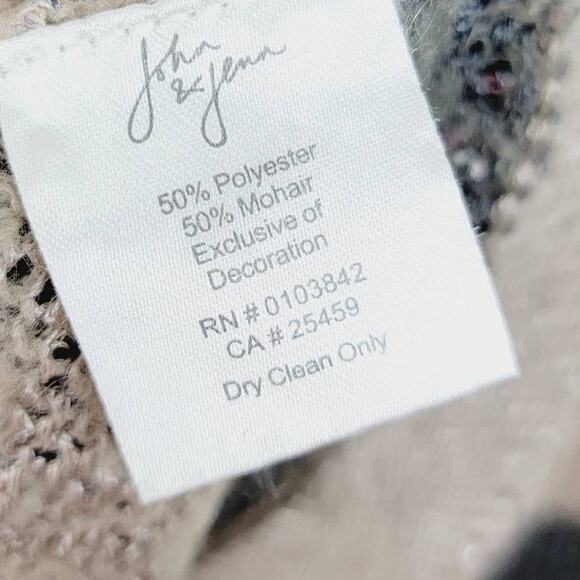 John
& Jenn
50% Polyester
50% Mohair
Exclusive of
Decoration
RN # 0103842
CA # 25459
Dry Clean Only